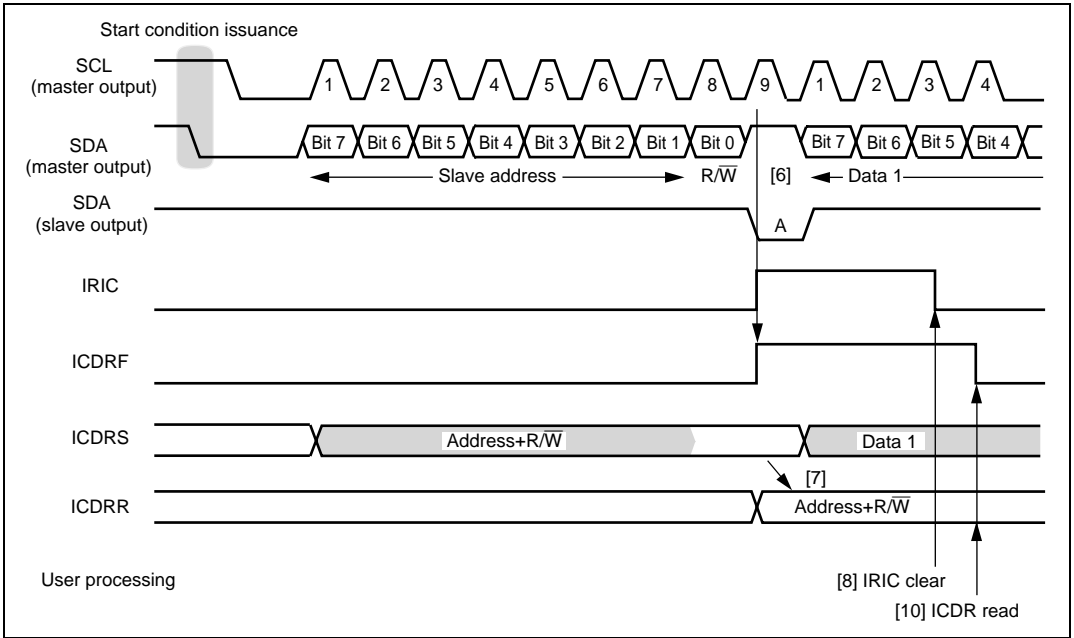 Start condition issuance
SCL
(master output)
1 2 3 4 5 6 7 8 9 1 2 3 4
SDA
(master output)
Bit 7 Bit 6 Bit 5 Bit 4 Bit 3 Bit 2 Bit 1 Bit 0 Bit 7 Bit 6 Bit 5 Bit 4
Slave address R/W̅ [6] Data 1
SDA
(slave output)
A
IRIC
ICDRF
ICDRS
Address+R/W̅ Data 1
[7]
ICDRR
Address+R/W̅
User processing
[8] IRIC clear
[10] ICDR read